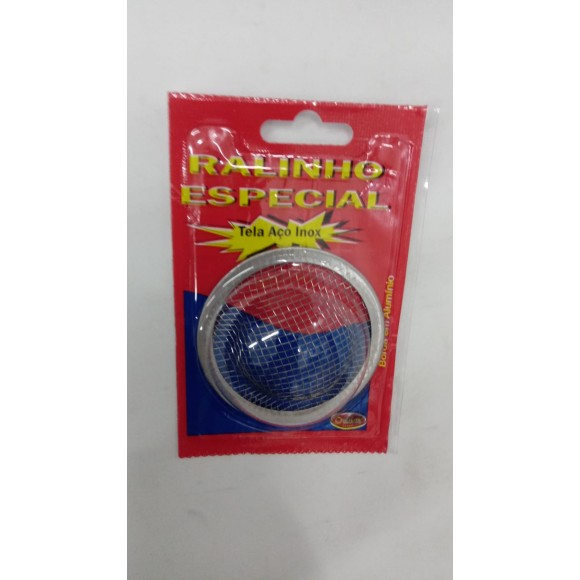 RALINHO
ESPECIAL
Tela Aço Inox
Borda em Alumínio